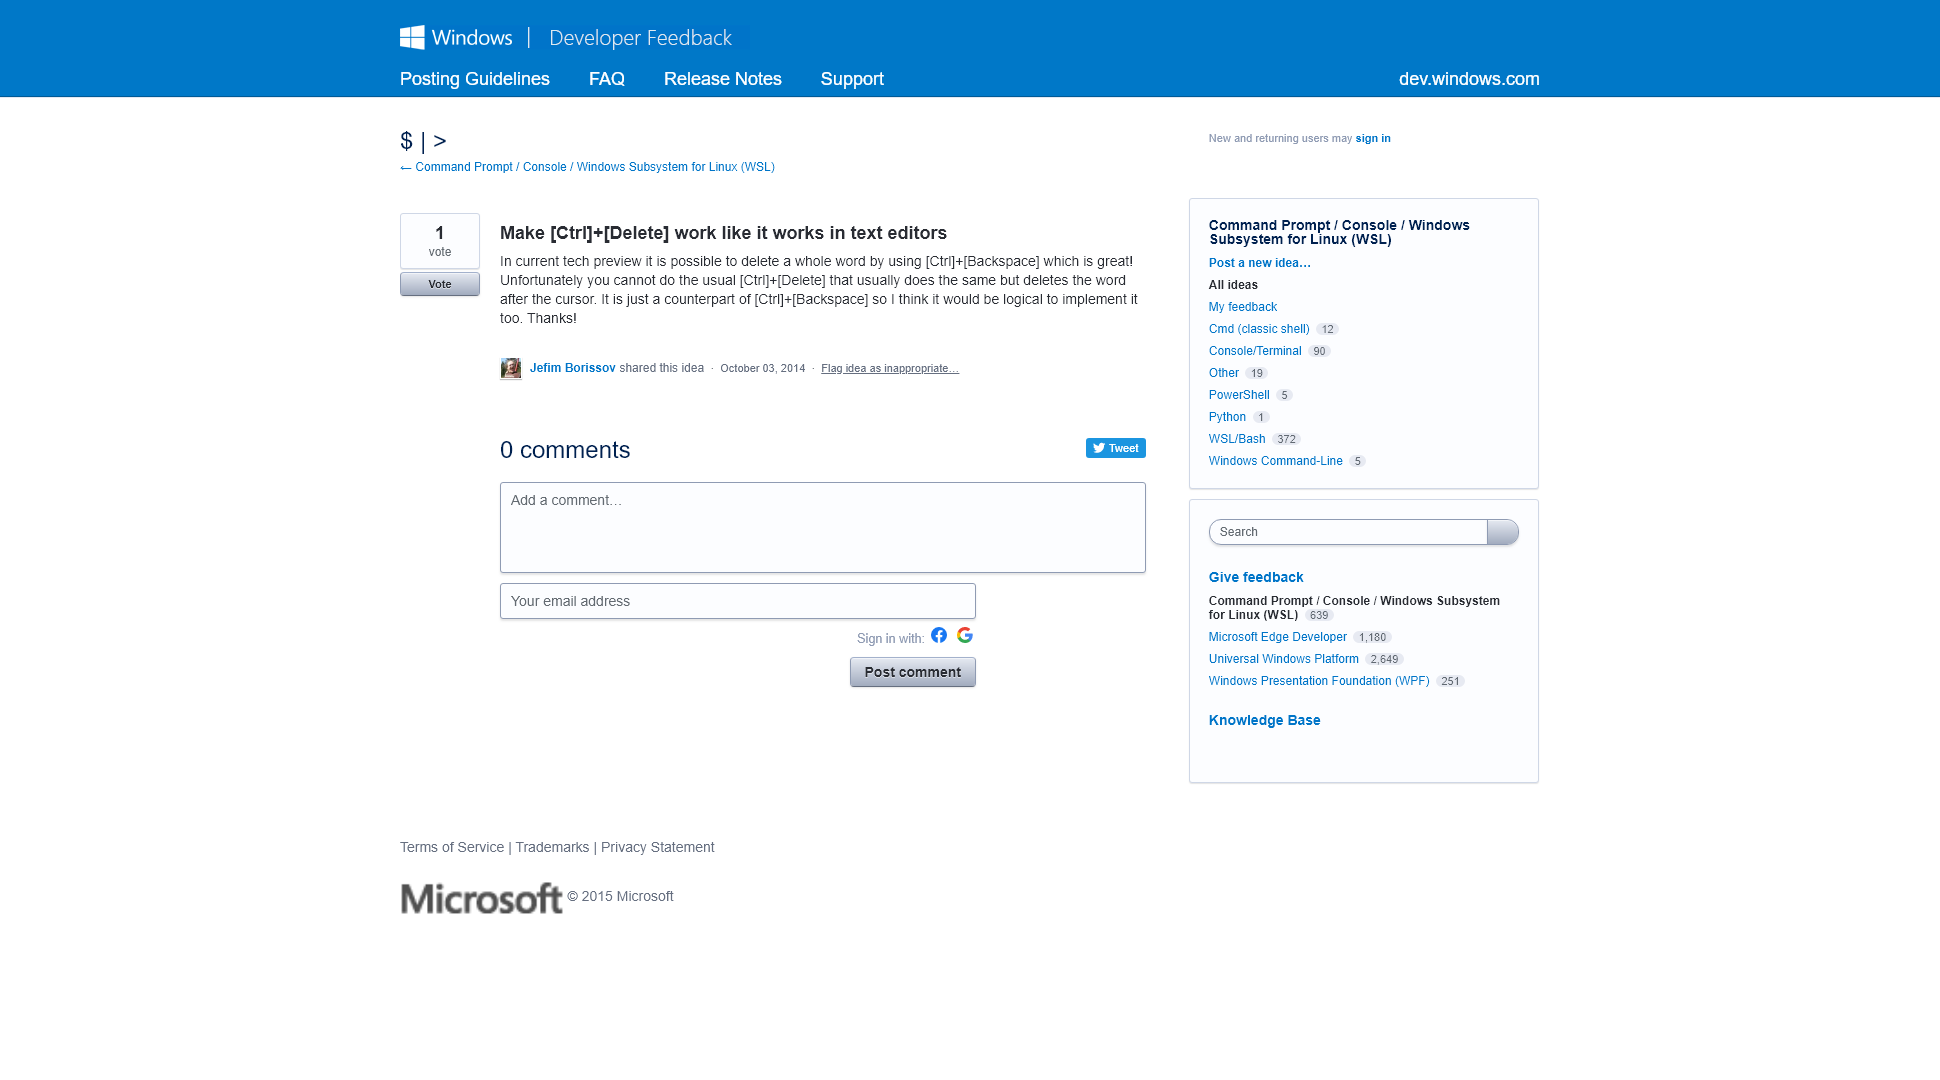 Windows | Developer Feedback
Posting Guidelines FAQ Release Notes Support dev.windows.com
$ | >
New and returning users may sign in
← Command Prompt / Console / Windows Subsystem for Linux (WSL)
1
vote
Vote
Make [Ctrl]+[Delete] work like it works in text editors
In current tech preview it is possible to delete a whole word by using [Ctrl]+[Backspace] which is great!
Unfortunately you cannot do the usual [Ctrl]+[Delete] that usually does the same but deletes the word
after the cursor. It is just a counterpart of [Ctrl]+[Backspace] so I think it would be logical to implement it
too. Thanks!
Jefim Borissov shared this idea · October 03, 2014 · Flag idea as inappropriate…
0 comments
Tweet
Add a comment…
Your email address
Sign in with:
Post comment
Command Prompt / Console / Windows
Subsystem for Linux (WSL)
Post a new idea…
All ideas
My feedback
Cmd (classic shell) 12
Console/Terminal 90
Other 19
PowerShell 5
Python 1
WSL/Bash 372
Windows Command-Line 5
Search
Give feedback
Command Prompt / Console / Windows Subsystem
for Linux (WSL) 639
Microsoft Edge Developer 1,180
Universal Windows Platform 2,649
Windows Presentation Foundation (WPF) 251
Knowledge Base
Terms of Service | Trademarks | Privacy Statement
Microsoft © 2015 Microsoft